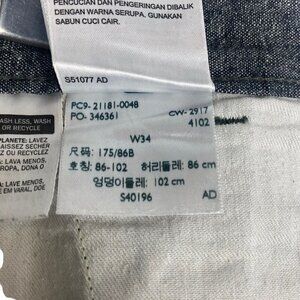 PENCUCIAN DAN
DAN PENGERINGAN DIBALIK
DENGAN WARNA SERUPA. GUNAKAN
SABUN CUCI CAIR.
S51077 AD
PC9- 21181-0048
PO- 346361
CW- 2917
4102
W34
尺码: 175/86B
호칭: 86-102 허리둘레: 86 cm
엉덩이둘레: 102 cm
S40196 AD
WASH LESS, WASH
OR RECYCLE
PLANETE: LAVEZ
SECHER
OU RECYCLEZ
LAVA MENOS,
EUROPA, DONA O
LAVE MENOS,
E EM VARAL, DOE